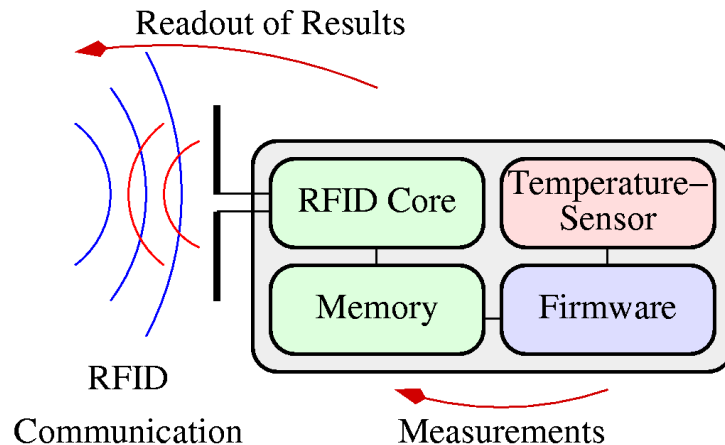 Readout of Results
RFID Core
Temperature–
Sensor
Memory
Firmware
RFID
Communication
Measurements